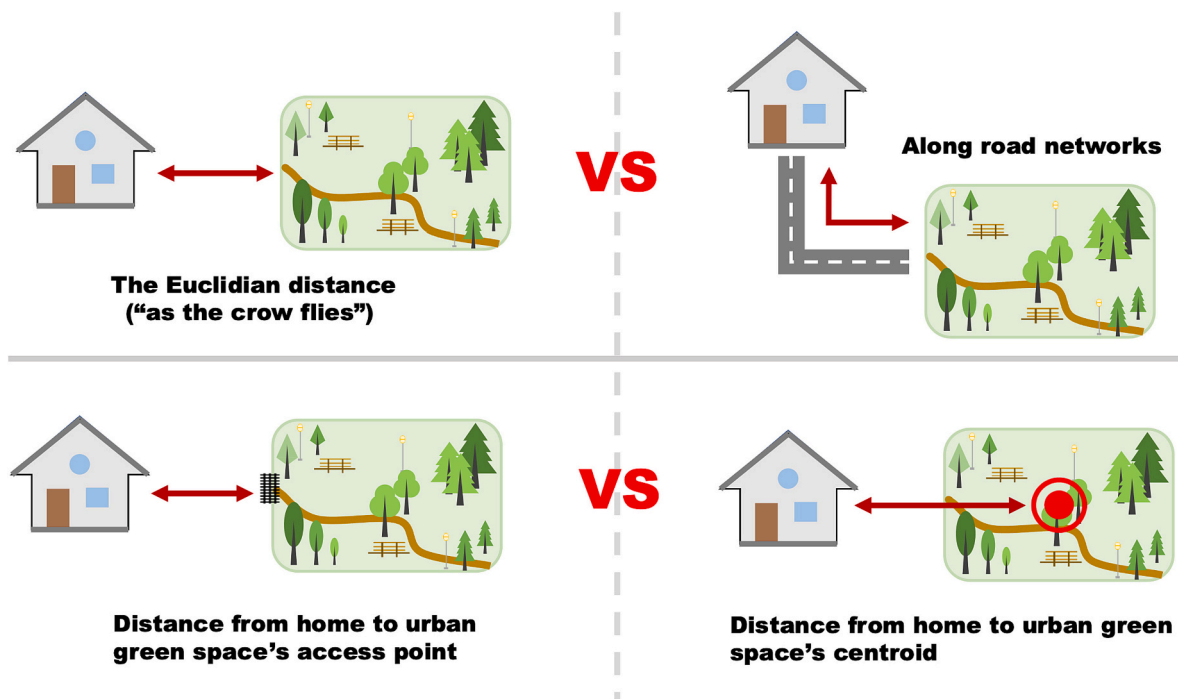 The Euclidian distance
(“as the crow flies”)
VS
Along road networks
Distance from home to urban
green space’s access point
VS
Distance from home to urban green
space’s centroid